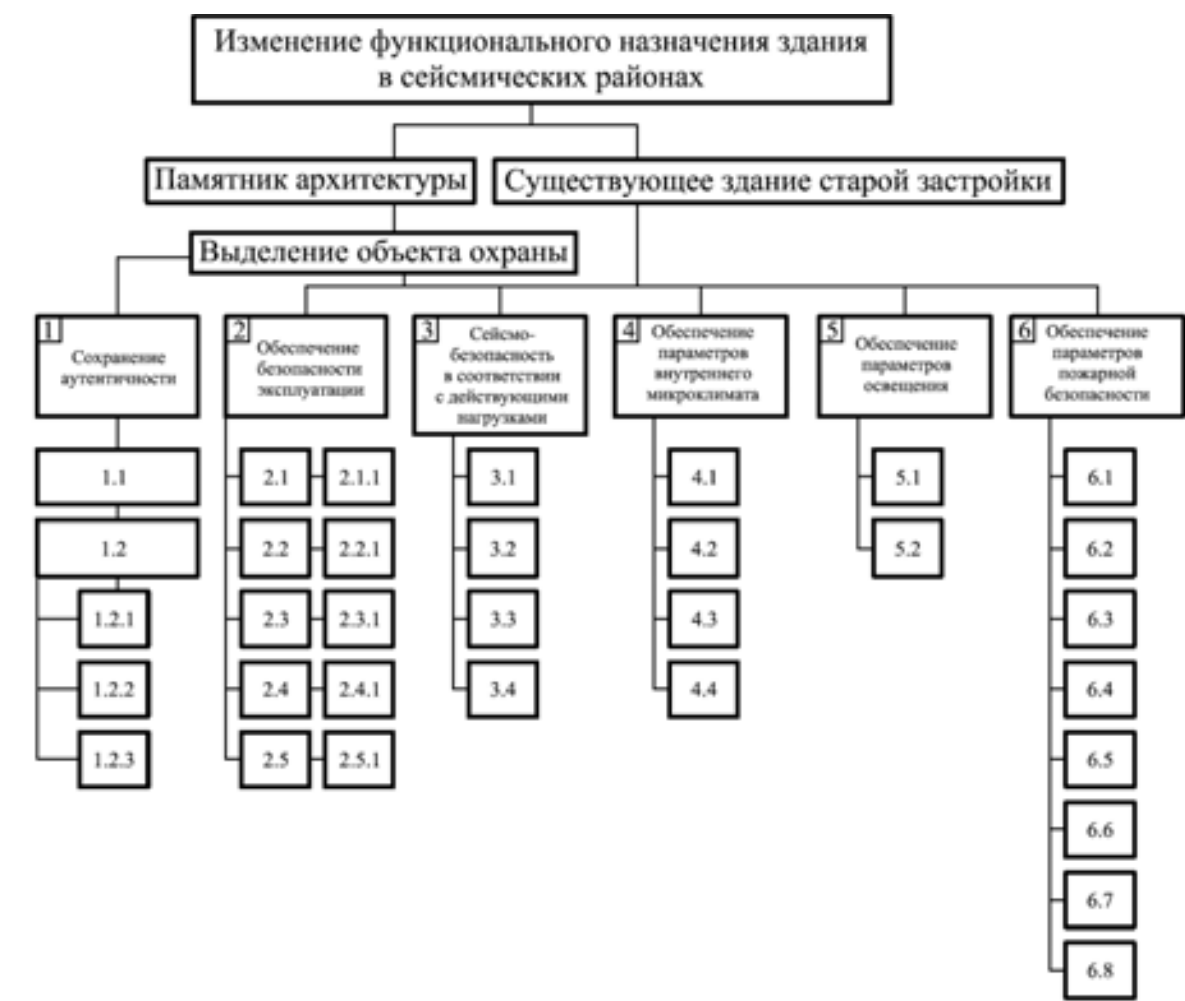 Изменение функционального назначения здания
в сейсмических районах
Памятник архитектуры
Существующее здание старой застройки
Выделение объекта охраны
1
Сохранение
аутентичности
2
Обеспечение
безопасности
эксплуатации
3
Сейсмо-
безопасность
в соответствии
с действующими
нагрузками
4
Обеспечение
параметров
внутреннего
микроклимата
5
Обеспечение
параметров
освещения
6
Обеспечение
параметров
пожарной
безопасности
1.1
1.2
1.2.1
1.2.2
1.2.3
2.1
2.1.1
2.2
2.2.1
2.3
2.3.1
2.4
2.4.1
2.5
2.5.1
3.1
3.2
3.3
3.4
4.1
4.2
4.3
4.4
5.1
5.2
6.1
6.2
6.3
6.4
6.5
6.6
6.7
6.8